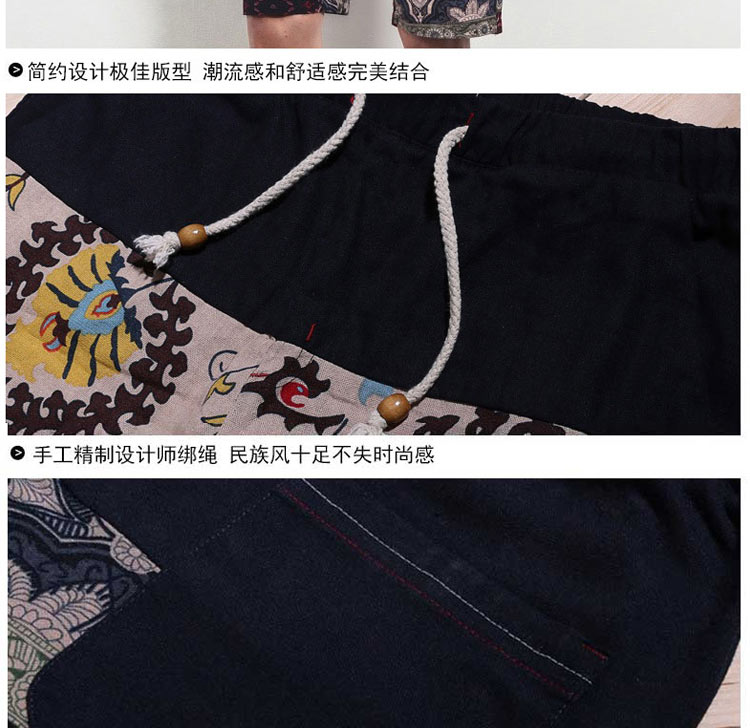 简约设计极佳版型 潮流感和舒适感完美结合
手工精制设计师绑绳 民族风十足不失时尚感